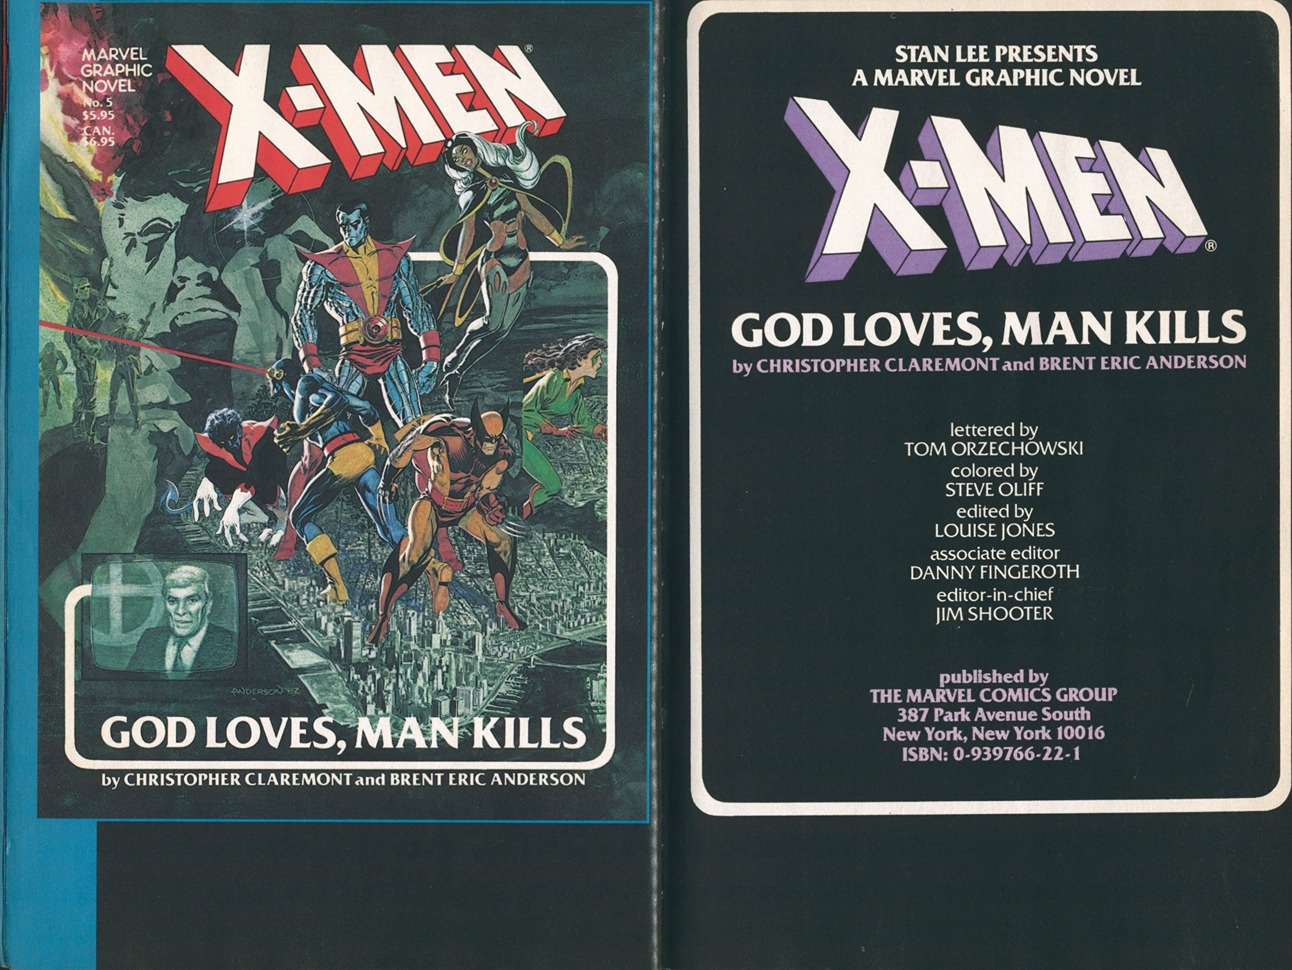 MARVEL
GRAPHIC
NOVEL
No. 5
$5.95
CAN.
$6.95
X-MEN®
ANDERSON '82
GOD LOVES, MAN KILLS
by CHRISTOPHER CLAREMONT and BRENT ERIC ANDERSON
STAN LEE PRESENTS
A MARVEL GRAPHIC NOVEL
X-MEN®
GOD LOVES, MAN KILLS
by CHRISTOPHER CLAREMONT and BRENT ERIC ANDERSON
lettered by
TOM ORZECHOWSKI
colored by
STEVE OLIFF
edited by
LOUISE JONES
associate editor
DANNY FINGEROTH
editor-in-chief
JIM SHOOTER
published by
THE MARVEL COMICS GROUP
387 Park Avenue South
New York, New York 10016
ISBN: 0-939766-22-1